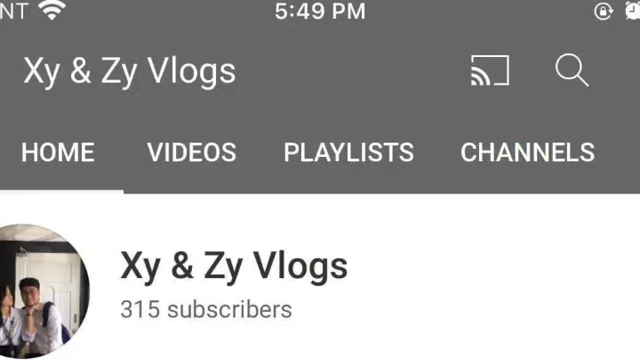 NT 5:49 PM
Xy & Zy Vlogs
HOME VIDEOS PLAYLISTS CHANNELS
Xy & Zy Vlogs
315 subscribers